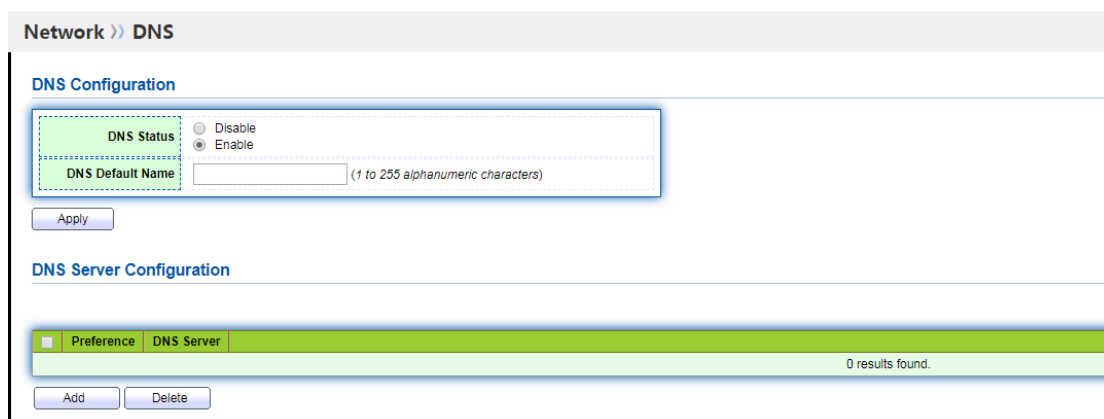 Network » DNS
DNS Configuration
DNS Status
Disable
Enable
DNS Default Name
(1 to 255 alphanumeric characters)
Apply
DNS Server Configuration
Preference DNS Server
0 results found.
Add Delete